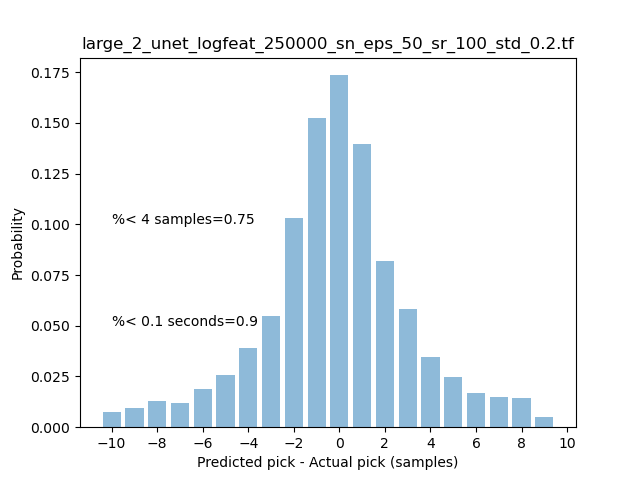 large_2_unet_logfeat_250000_sn_eps_50_sr_100_std_0.2.tf
0.175
0.150
0.125
0.100
0.075
0.050
0.025
0.000
Probability
%< 4 samples=0.75
%< 0.1 seconds=0.9
−10 −8 −6 −4 −2 0 2 4 6 8 10
Predicted pick - Actual pick (samples)